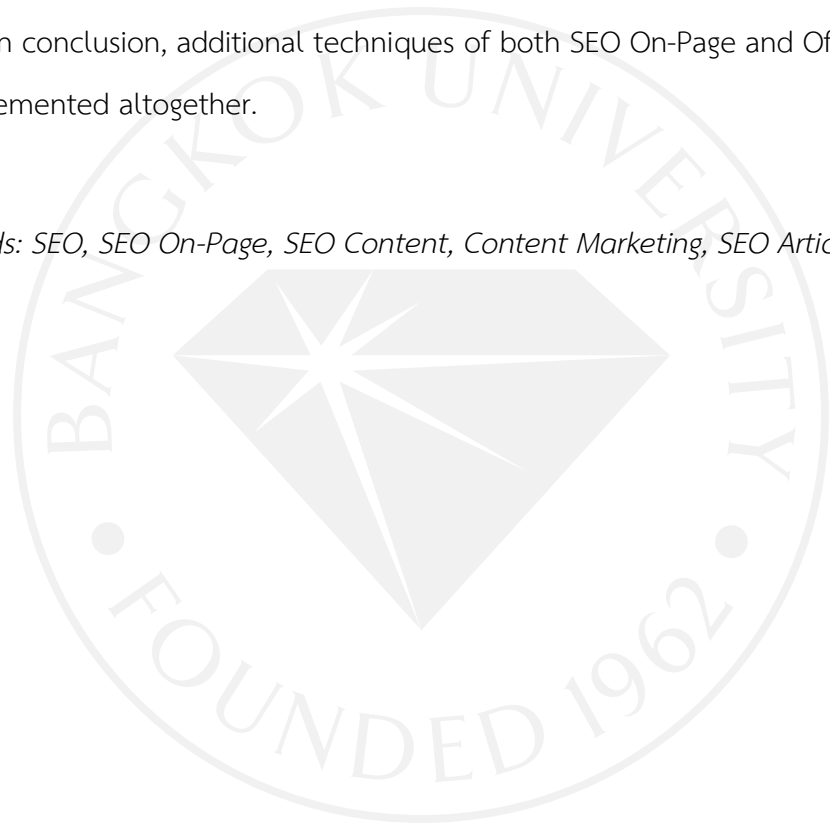 n conclusion, additional techniques of both SEO On-Page and Of
emented altogether.
ds: SEO, SEO On-Page, SEO Content, Content Marketing, SEO Artic
BANGKOK UNIVERSITY
FOUNDED 1962